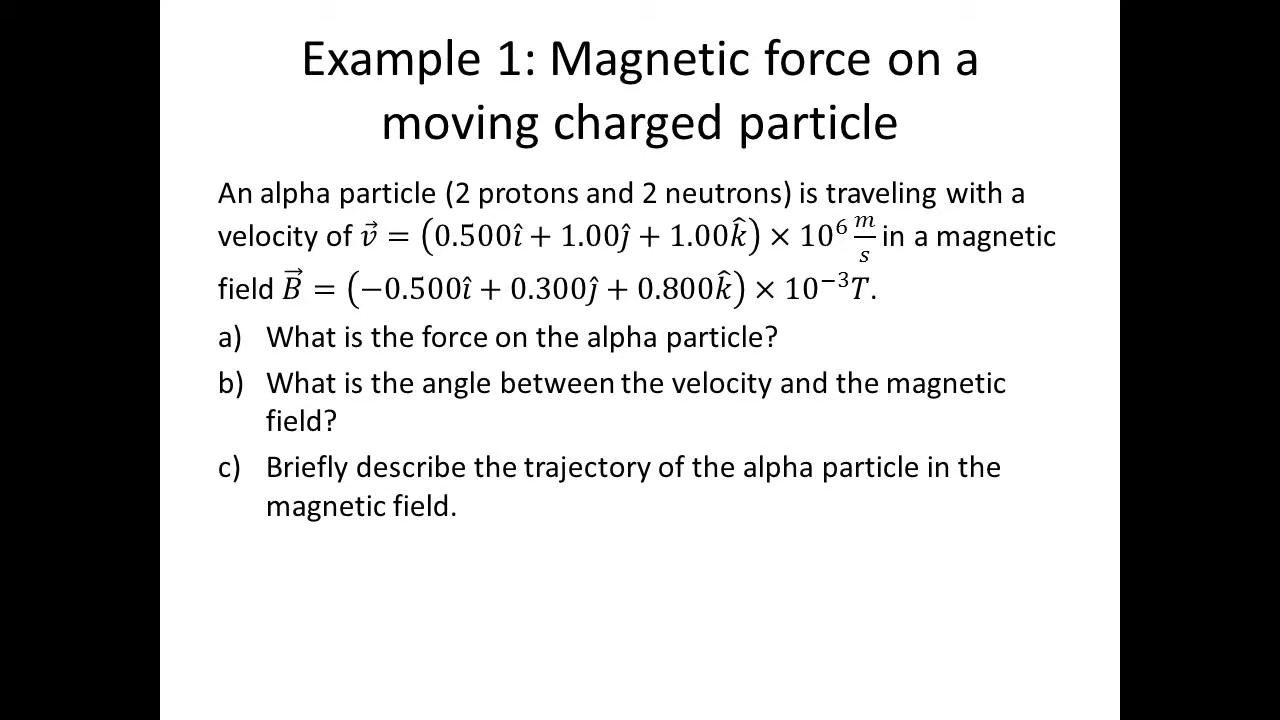 Example 1: Magnetic force on a
moving charged particle
An alpha particle (2 protons and 2 neutrons) is traveling with a
velocity of v⃗ = (0.500î + 1.00ĵ + 1.00k̂) × 10⁶ m/s in a magnetic
field B⃗ = (−0.500î + 0.300ĵ + 0.800k̂) × 10⁻³T.
a) What is the force on the alpha particle?
b) What is the angle between the velocity and the magnetic
field?
c) Briefly describe the trajectory of the alpha particle in the
magnetic field.